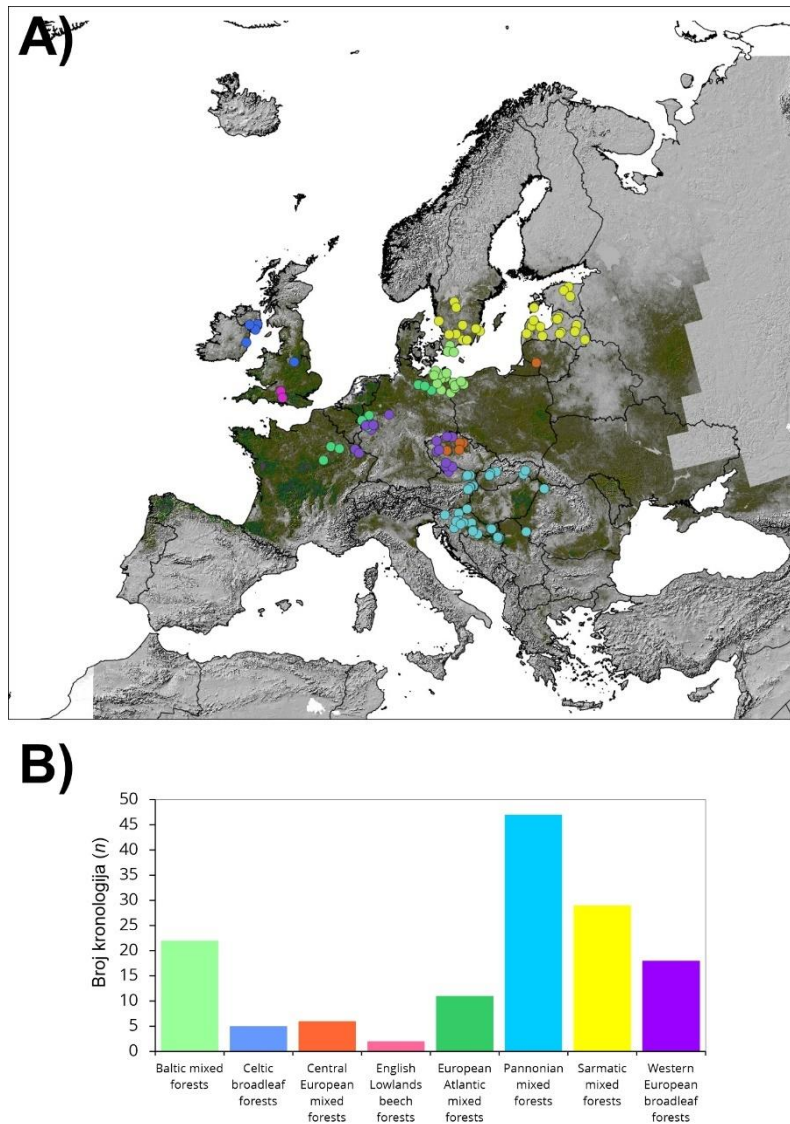 A)
B)
Broj kronologija (n)
50
45
40
35
30
25
20
15
10
5
0
Baltic mixed
forests
Celtic
broadleaf
forests
Central
European
mixed
forests
English
Lowlands
beech
forests
European
Atlantic
mixed
forests
Pannonian
mixed
forests
Sarmatic
mixed
forests
Western
European
broadleaf
forests